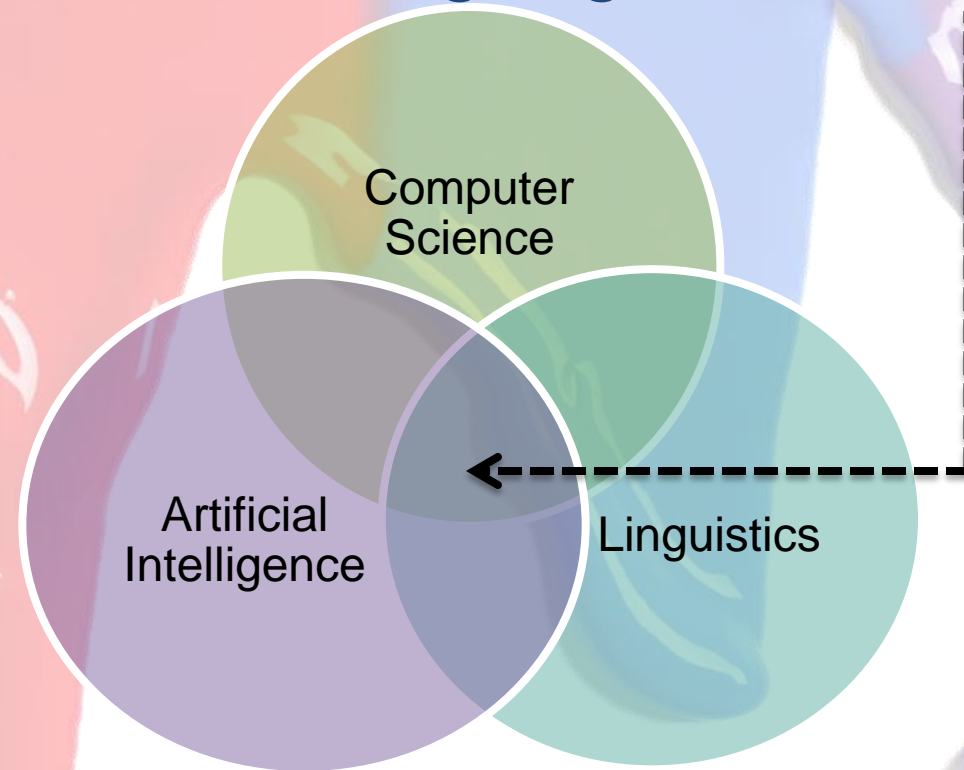 Computer
Science
Artificial
Intelligence
Linguistics